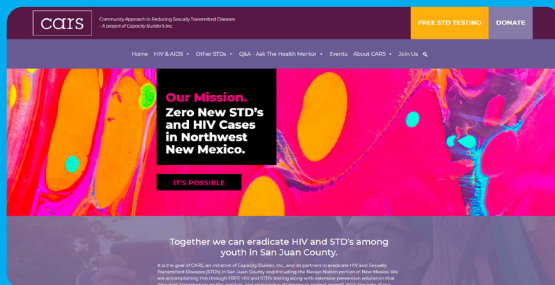 cars
Community Approach to Reducing Sexually Transmitted Diseases
- A project of Capacity Builders Inc.
FREE STD TESTING
DONATE
Home HIV & AIDS Other STDs Q&A - Ask The Health Mentor Events About CARS Join Us
Our Mission.
Zero New STD's
and HIV Cases
in Northwest
New Mexico.
IT'S POSSIBLE
Together we can eradicate HIV and STD's among
youth in San Juan County.
It is the goal of CARS, an initiative of Capacity Builder, Inc., and its partners to eradicate HIV and Sexually
Transmitted Diseases (STDs) in San Juan County and including the Navajo Nation portion in New Mexico. We
are accomplishing this through FREE HIV and STDs testing along with extensive prevention education that